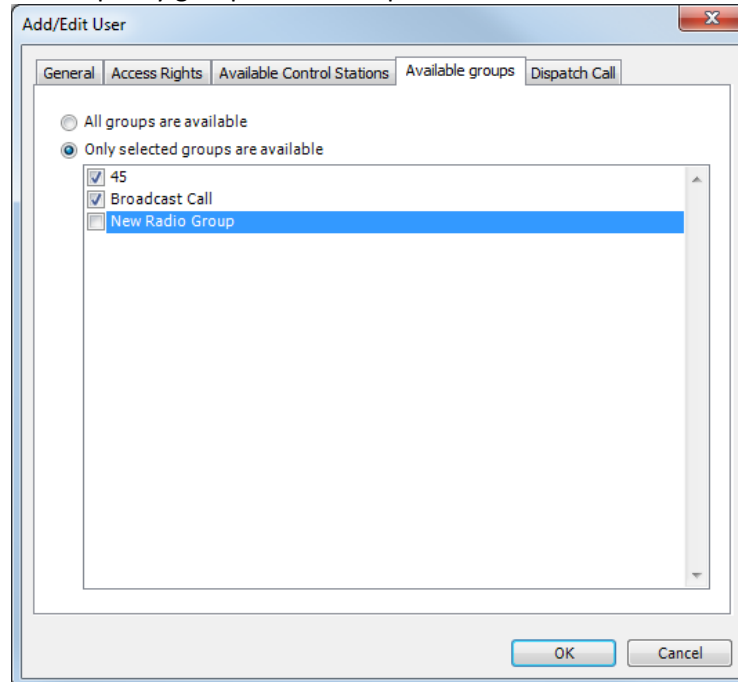 Add/Edit User
General Access Rights Available Control Stations Available groups Dispatch Call
All groups are available
Only selected groups are available
45
Broadcast Call
New Radio Group
OK Cancel